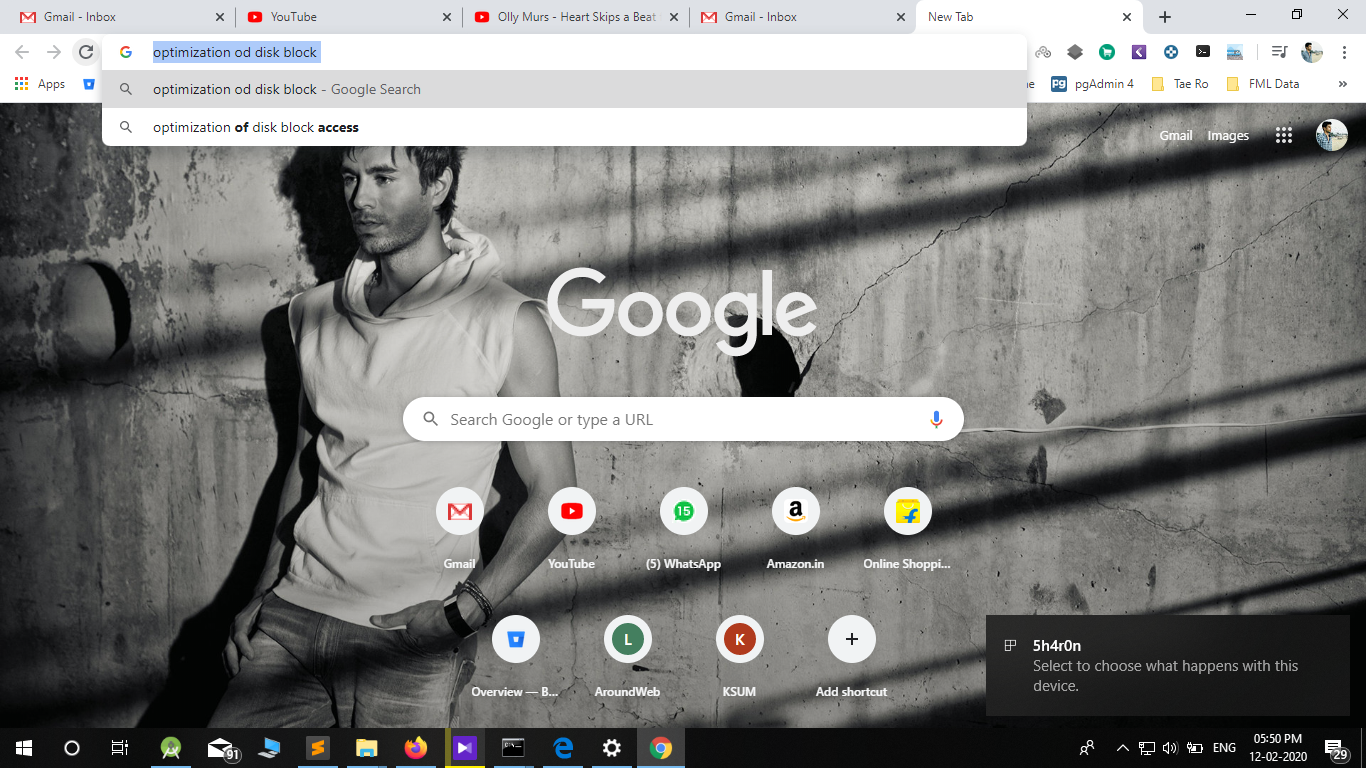 Gmail - Inbox
YouTube
Olly Murs - Heart Skips a Beat
Gmail - Inbox
New Tab
optimization od disk block
Apps
pgAdmin 4
Tae Ro
FML Data
»
optimization od disk block - Google Search
optimization of disk block access
Gmail
Images
Google
Search Google or type a URL
15
Gmail
YouTube
(5) WhatsApp
Amazon.in
Online Shoppi...
L
K
Overview — B...
AroundWeb
KSUM
Add shortcut
5h4r0n
Select to choose what happens with this
device.
91
ENG
05:50 PM
12-02-2020
29